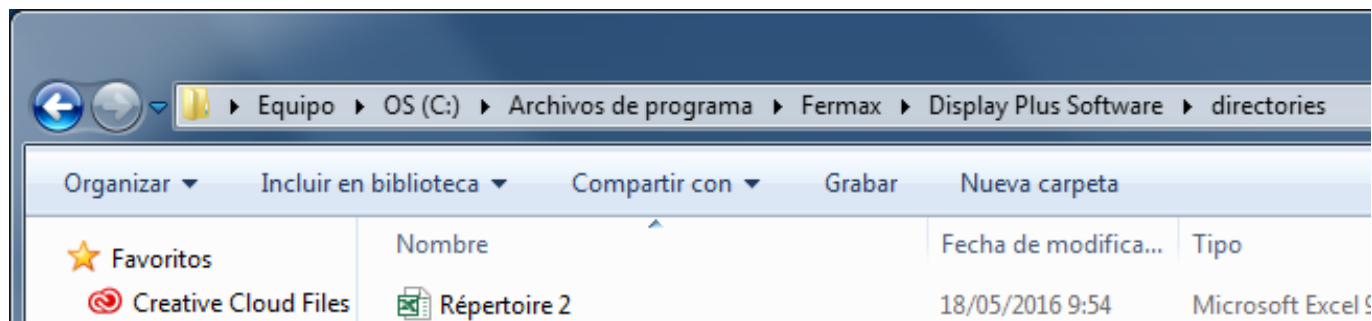 Equipo OS (C:) Archivos de programa Fermax Display Plus Software directories
Organizar Incluir en biblioteca Compartir con Grabar Nueva carpeta
Favoritos Nombre Fecha de modifica... Tipo
Creative Cloud Files Répertoire 2 18/05/2016 9:54 Microsoft Excel 9